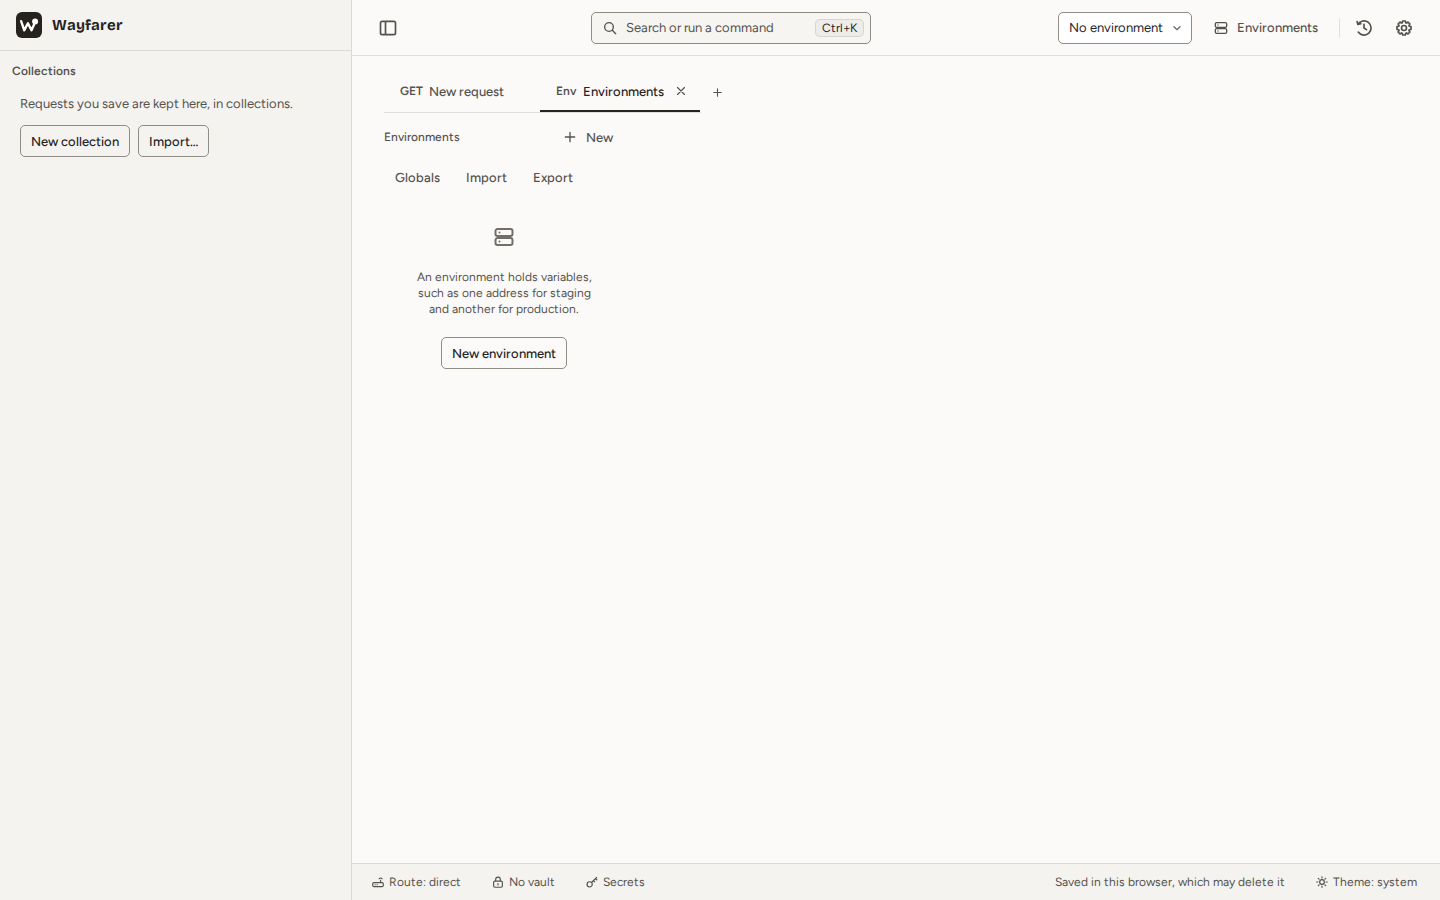 Wayfarer
Search or run a command
Ctrl+K
No environment
Environments
Collections
Requests you save are kept here, in collections.
New collection
Import...
GET New request
Env Environments
Environments
New
Globals
Import
Export
An environment holds variables,
such as one address for staging
and another for production.
New environment
Route: direct
No vault
Secrets
Saved in this browser, which may delete it
Theme: system